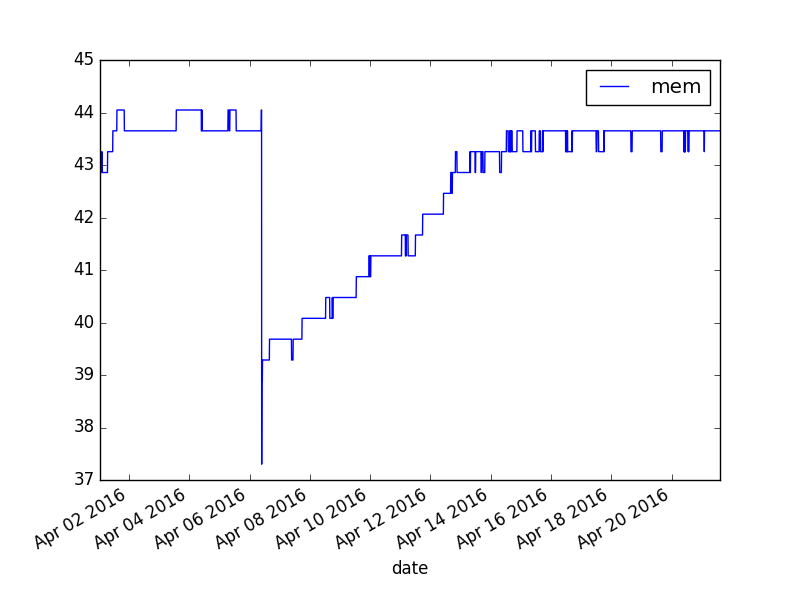 45
44
43
42
41
40
39
38
37
mem
Apr 02 2016
Apr 04 2016
Apr 06 2016
Apr 08 2016
Apr 10 2016
Apr 12 2016
Apr 14 2016
Apr 16 2016
Apr 18 2016
Apr 20 2016
date